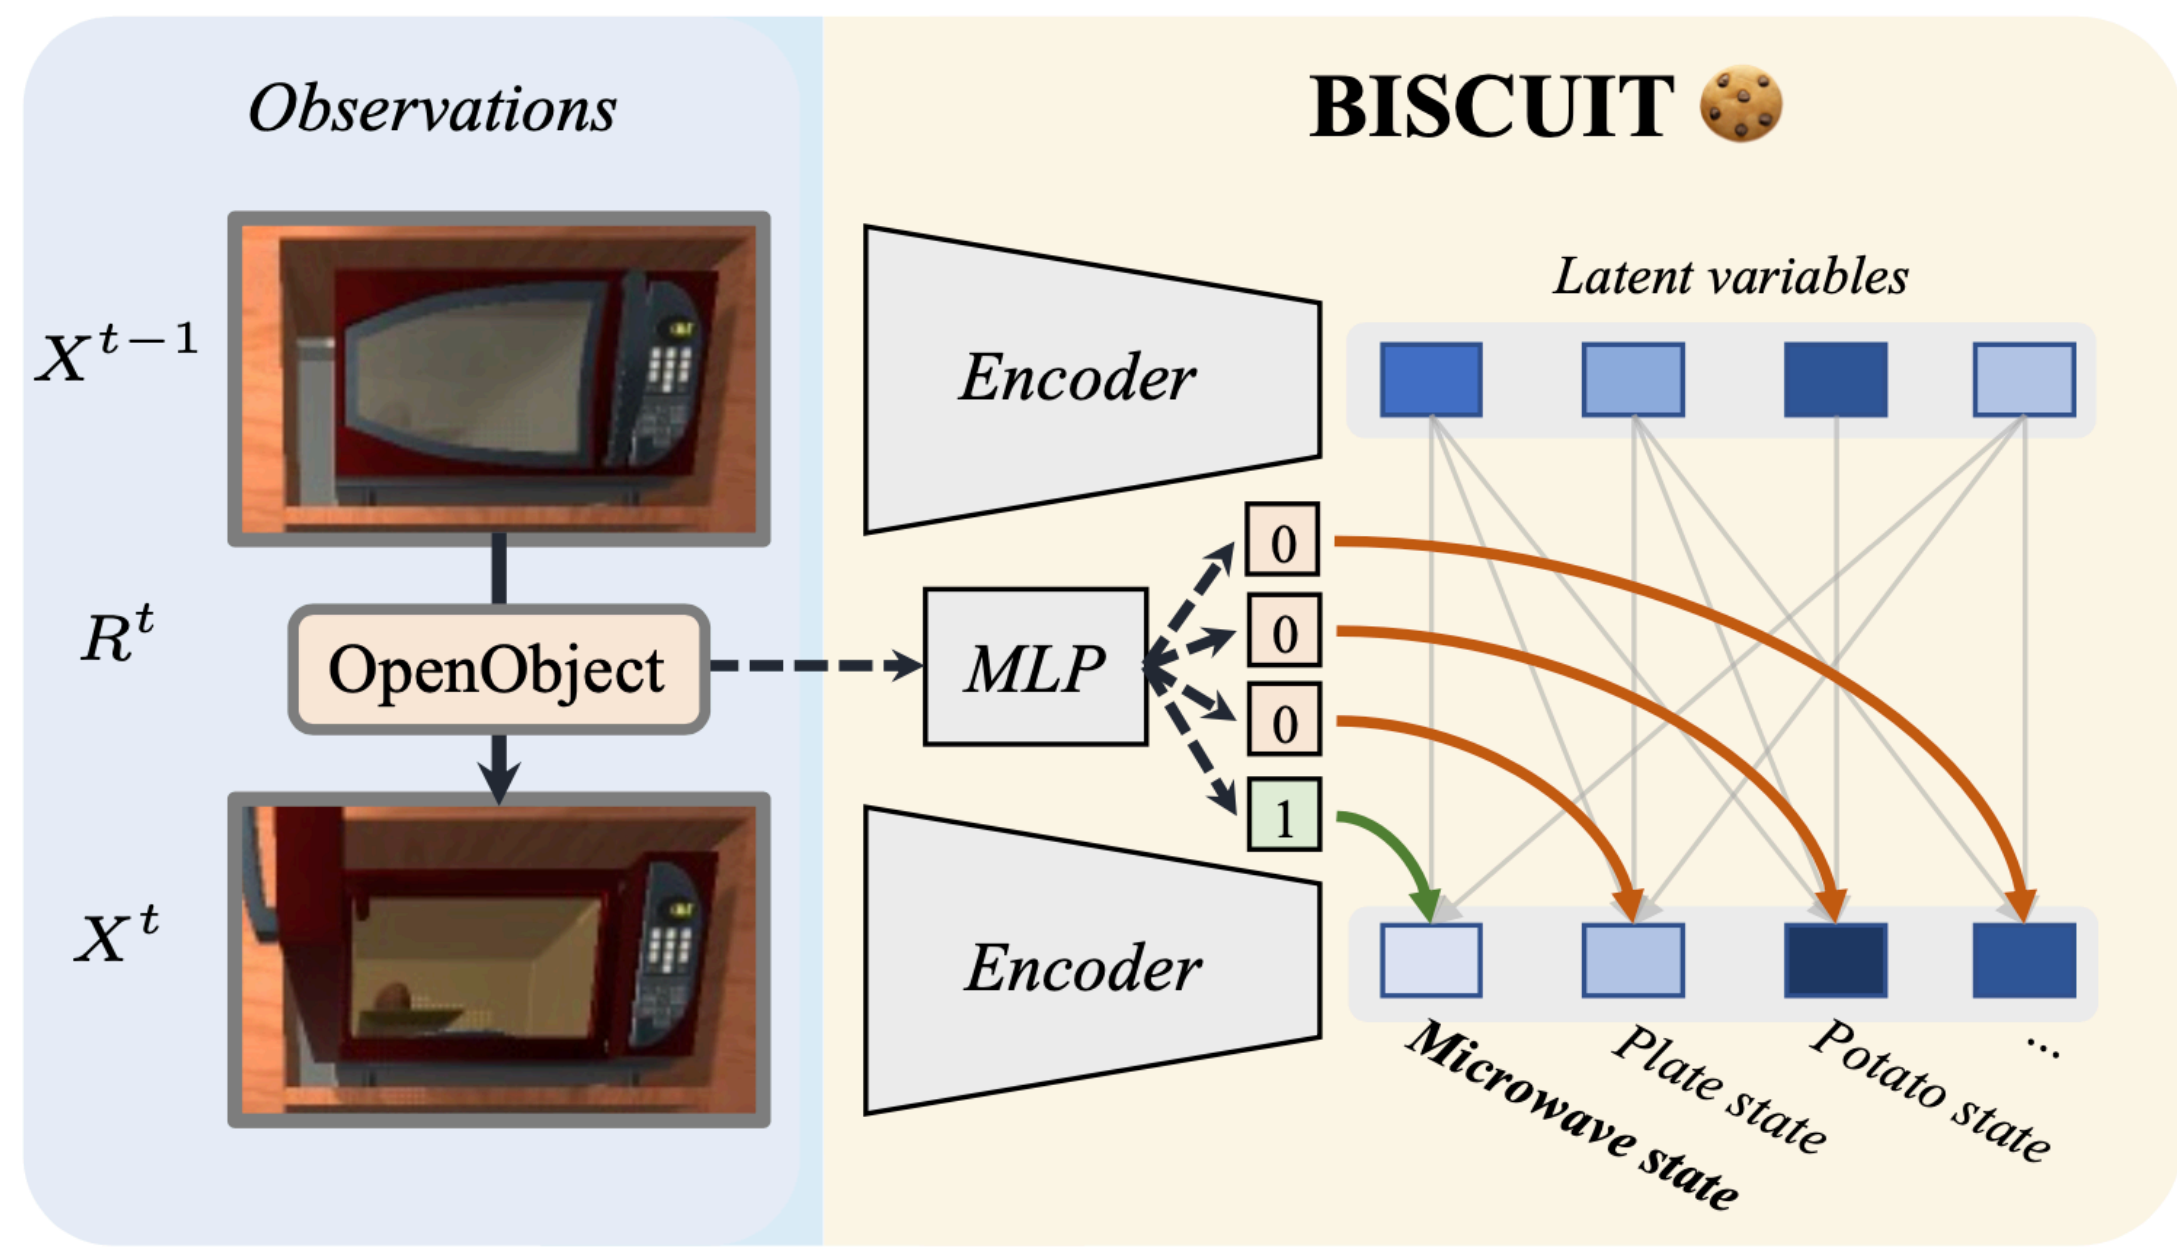 Observations
BISCUIT
X^{t-1}
Encoder
Latent variables
0
R^t
OpenObject
MLP
0
0
1
X^t
Encoder
Microwave state
Plate state
Potato state
...